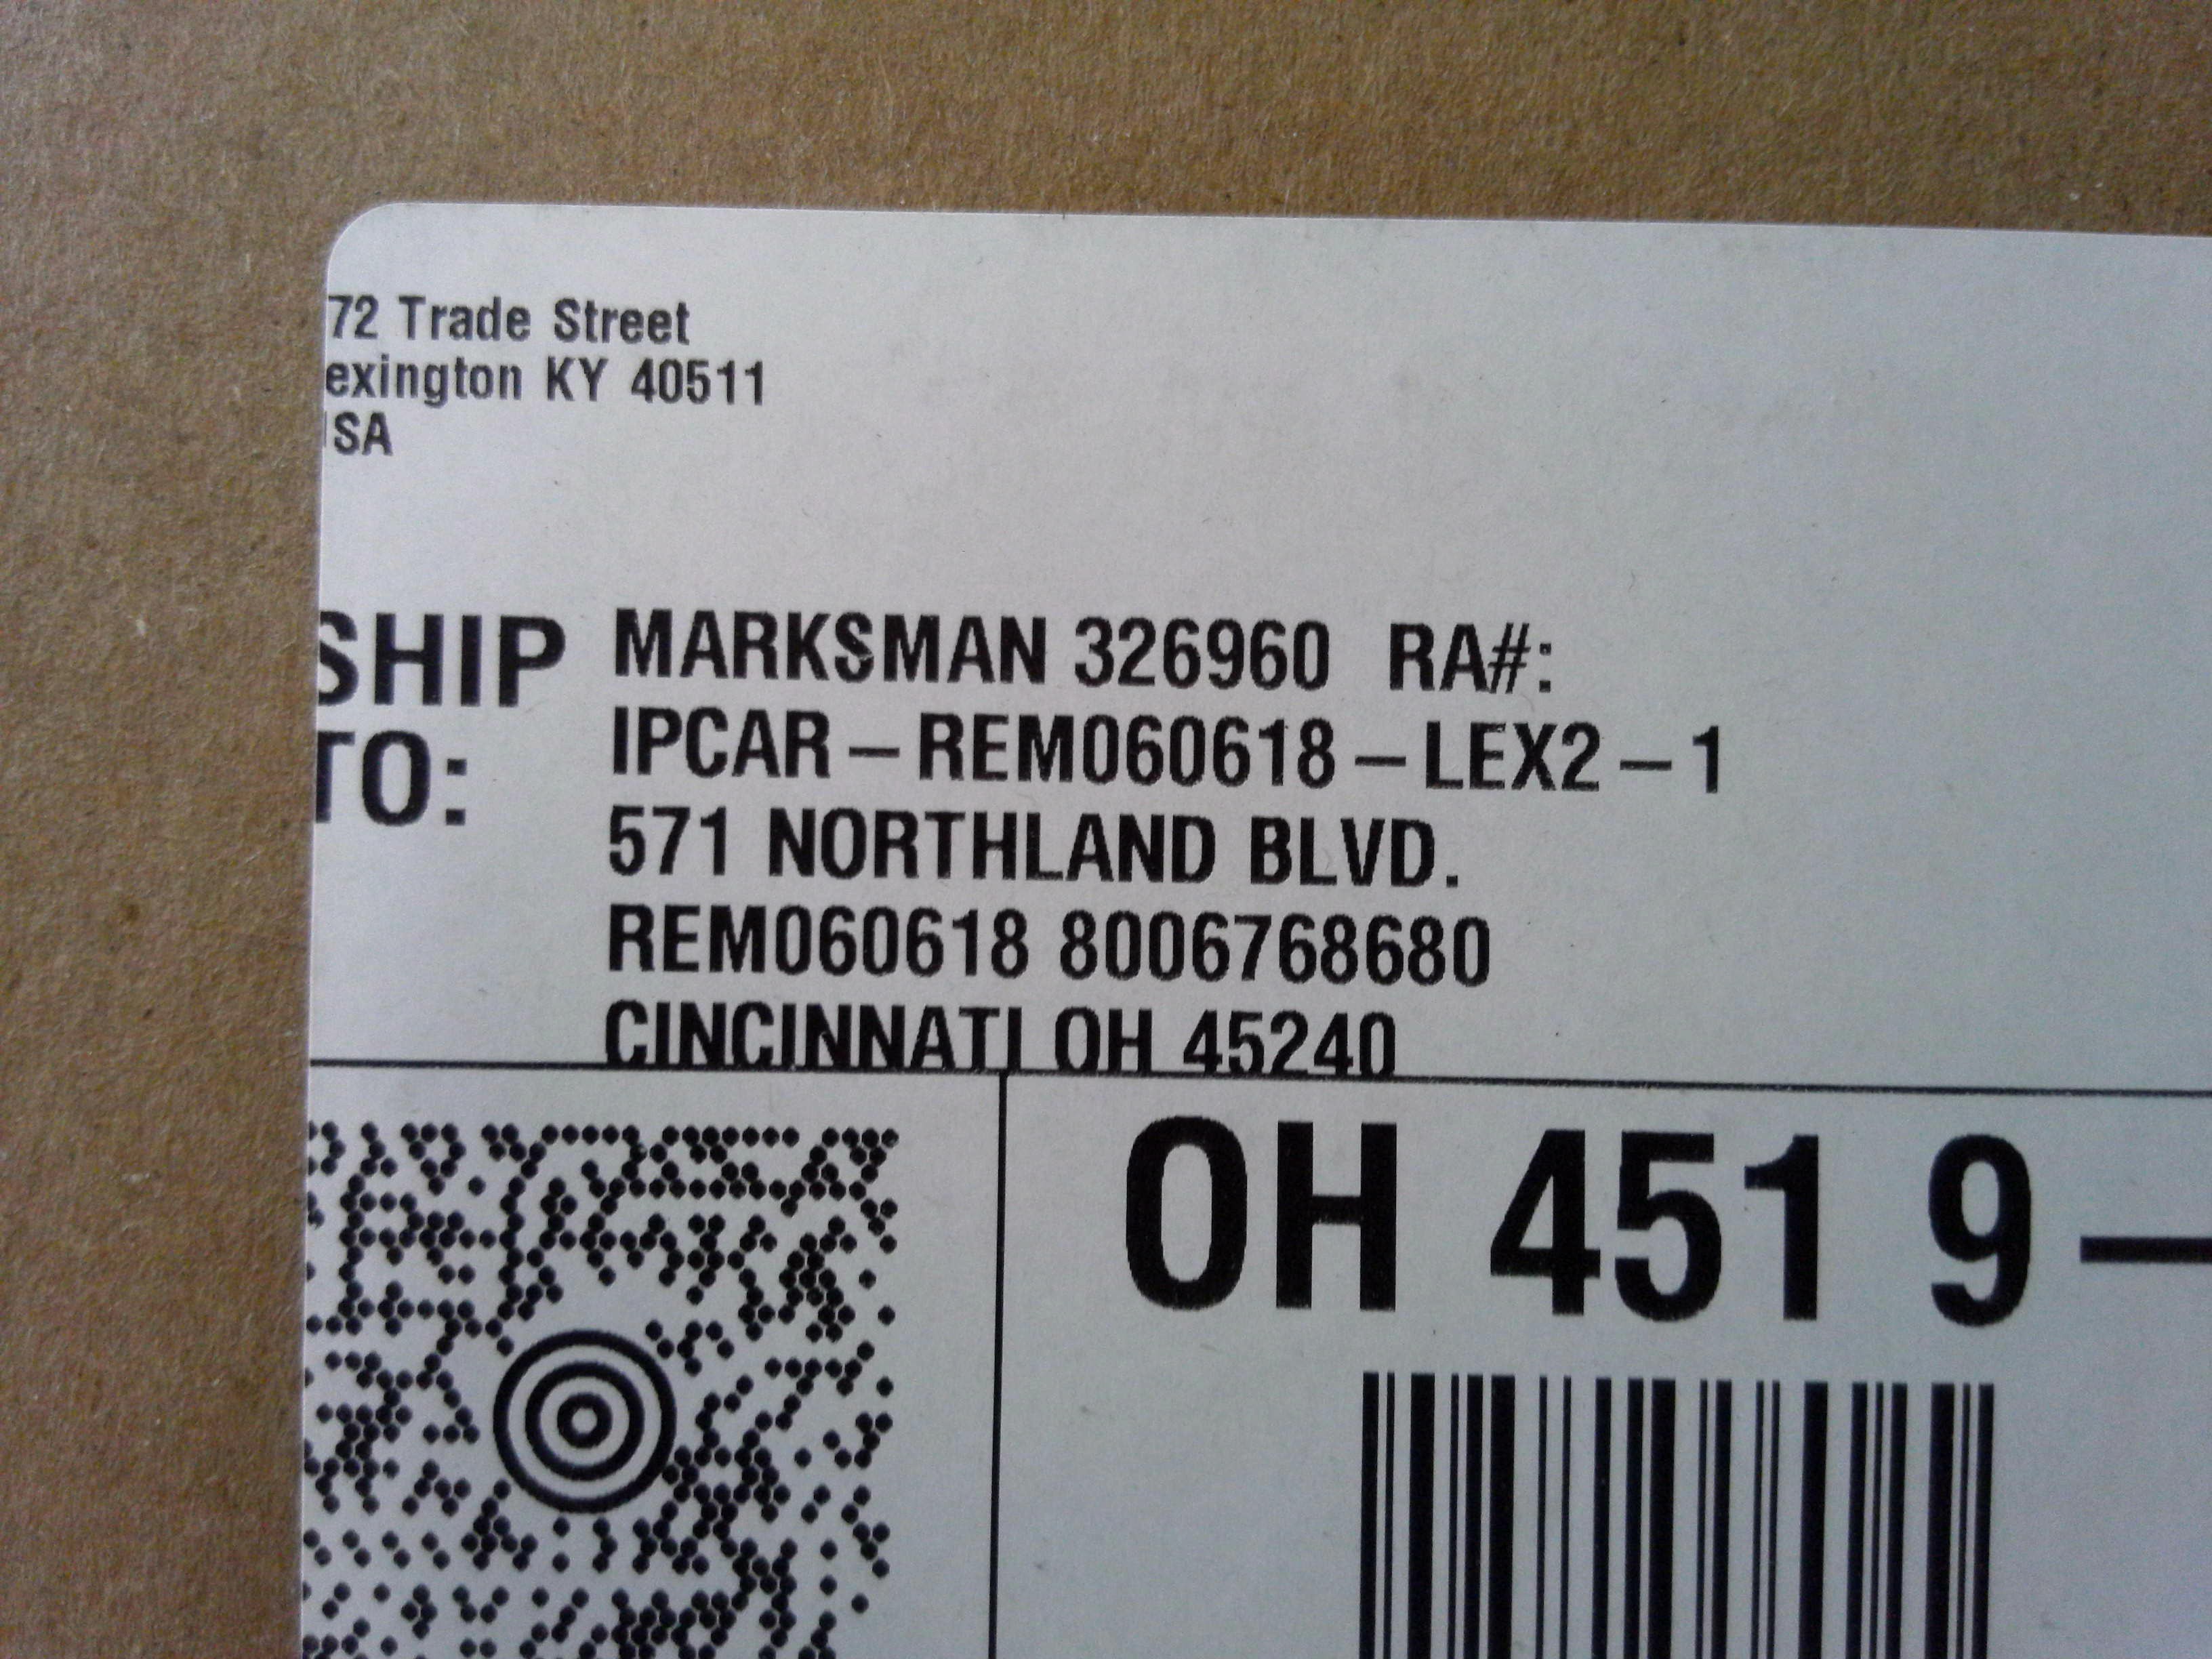 72 Trade Street
exington KY 40511
SA
SHIP TO:
MARKSMAN 326960 RA#:
IPCAR-REM060618-LEX2-1
571 NORTHLAND BLVD.
REM060618 8006768680
CINCINNATI OH 45240
OH 451 9-